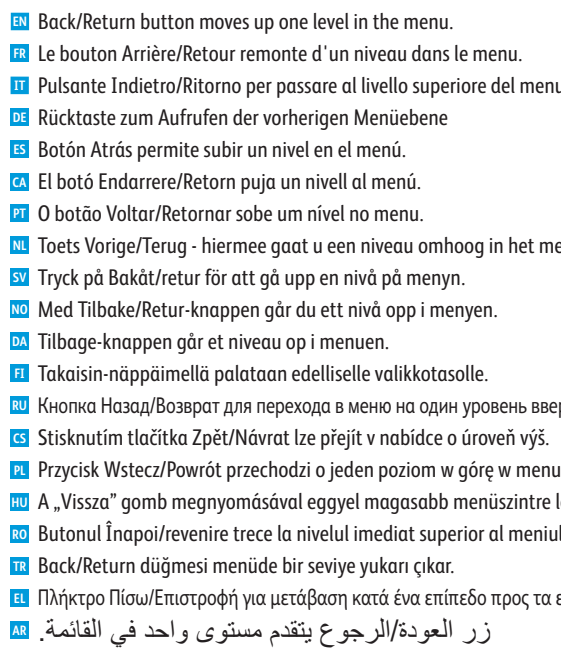 EN Back/Return button moves up one level in the menu.
FR Le bouton Arrière/Retour remonte d'un niveau dans le menu.
IT Pulsante Indietro/Ritorno per passare al livello superiore del menu
DE Rücktaste zum Aufrufen der vorherigen Menüebene
ES Botón Atrás permite subir un nivel en el menú.
CA El botó Endarrere/Retorn puja un nivell al menú.
PT O botão Voltar/Retornar sobe um nível no menu.
NL Toets Vorige/Terug - hiermee gaat u een niveau omhoog in het me
SV Tryck på Bakåt/retur för att gå upp en nivå på menyn.
NO Med Tilbake/Retur-knappen går du ett nivå opp i menyen.
DA Tilbage-knappen går et niveau op i menuen.
FI Takaisin-näppäimellä palataan edelliselle valikkotasolle.
RU Кнопка Назад/Возврат для перехода в меню на один уровень ввер
CS Stisknutím tlačítka Zpět/Návrat lze přejít v nabídce o úroveň výš.
PL Przycisk Wstecz/Powrót przechodzi o jeden poziom w górę w menu
HU A „Vissza” gomb megnyomásával eggyel magasabb menüszintre l
RO Butonul Înapoi/revenire trece la nivelul imediat superior al meniul
TR Back/Return düğmesi menüde bir seviye yukarı çıkar.
EL Πλήκτρο Πίσω/Επιστροφή για μετάβαση κατά ένα επίπεδο προς τα ε
AR زر العودة/الرجوع يتقدم مستوى واحد في القائمة.